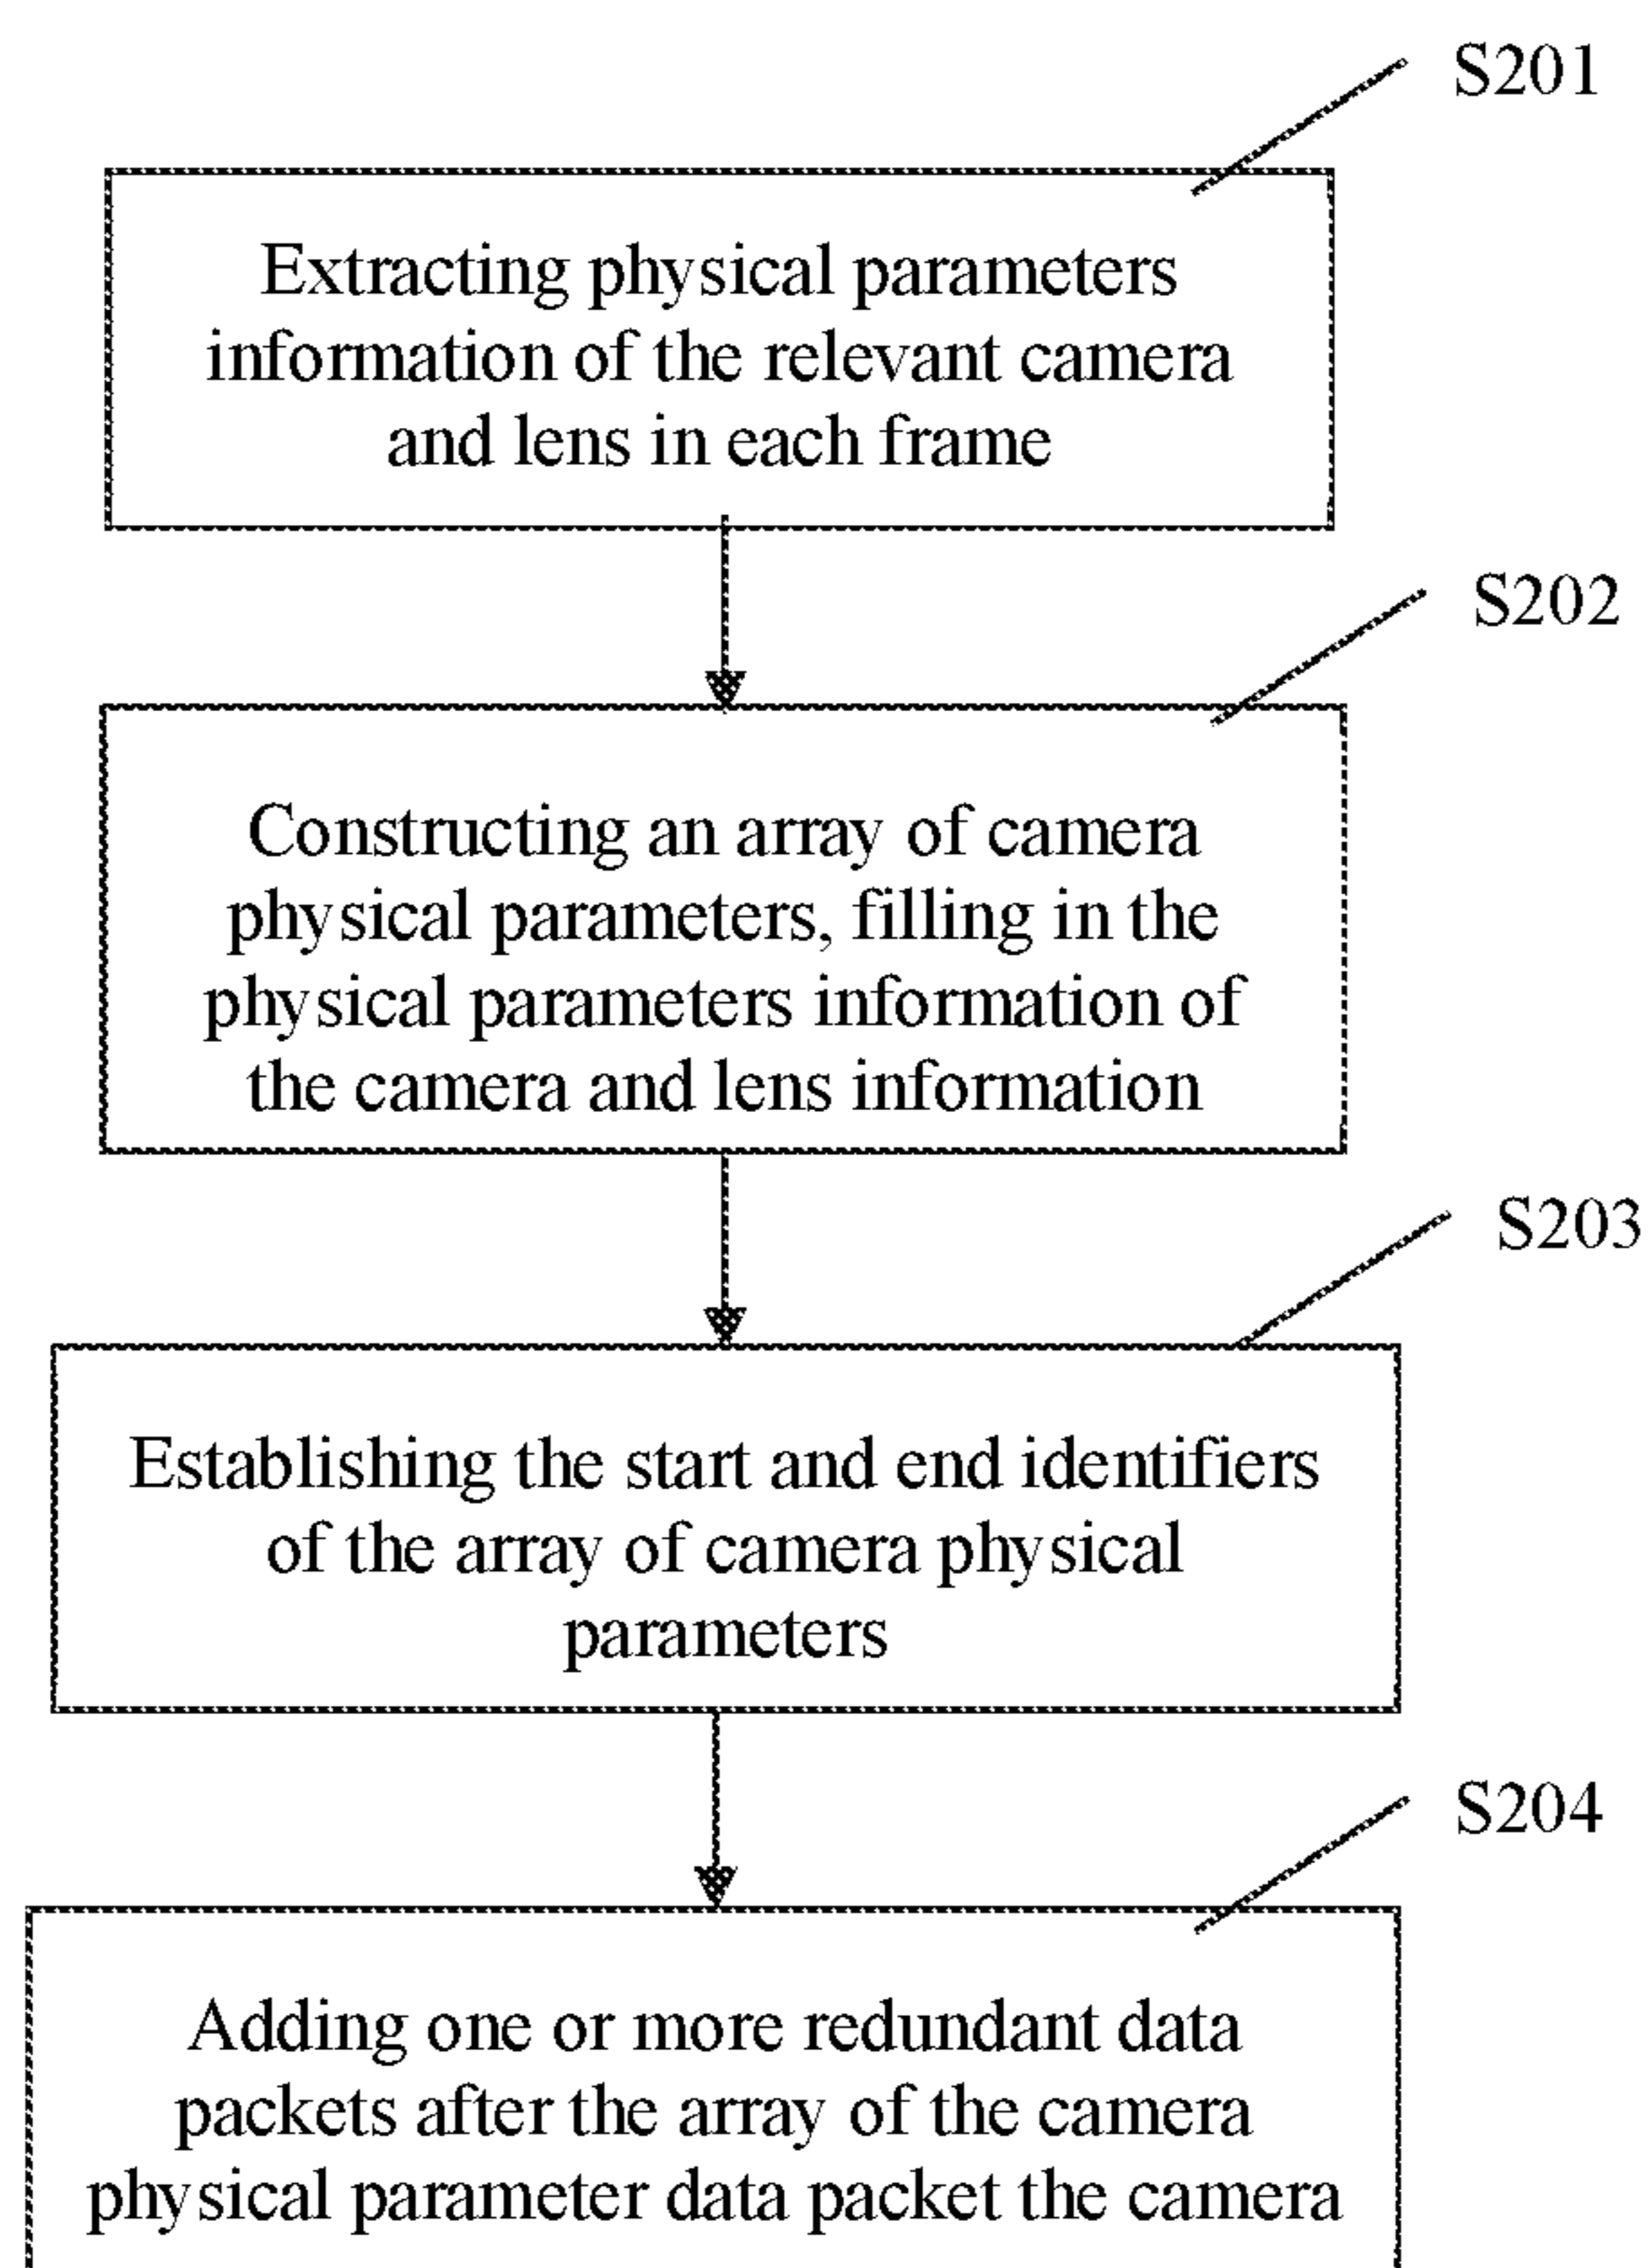 S201
Extracting physical parameters
information of the relevant camera
and lens in each frame
S202
Constructing an array of camera
physical parameters, filling in the
physical parameters information of
the camera and lens information
S203
Establishing the start and end identifiers
of the array of camera physical
parameters
S204
Adding one or more redundant data
packets after the array of the camera
physical parameter data packet the camera